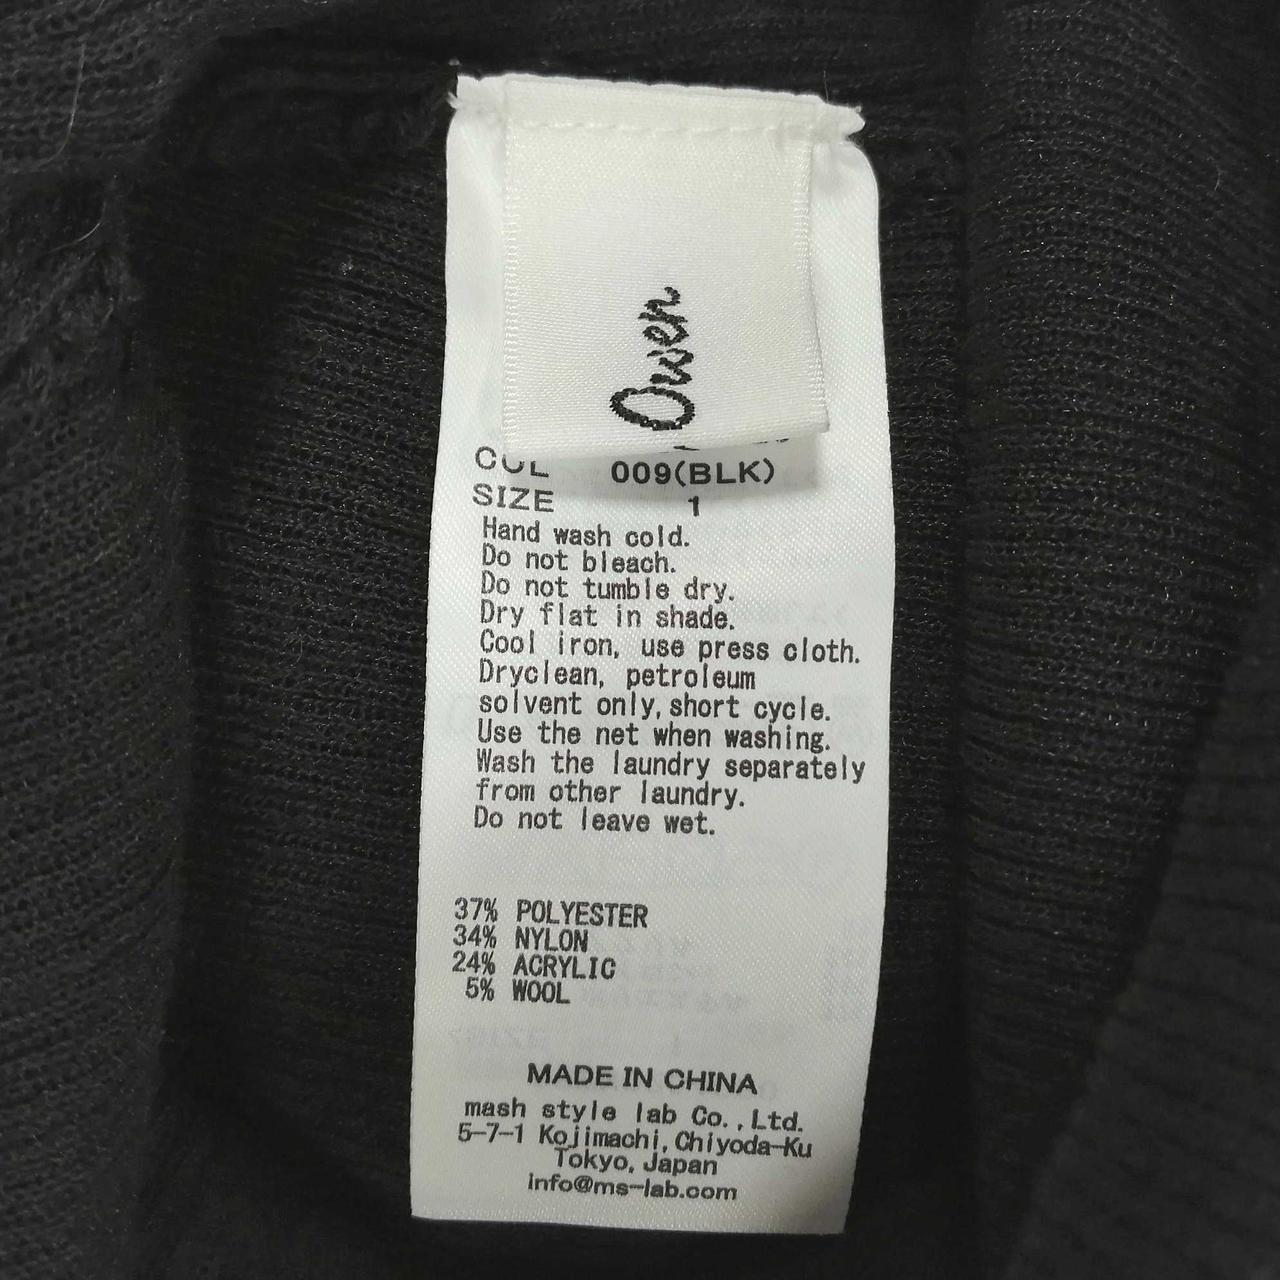 Owen
COL 009(BLK)
SIZE 1
Hand wash cold.
Do not bleach.
Do not tumble dry.
Dry flat in shade.
Cool iron, use press cloth.
Dryclean, petroleum
solvent only,short cycle.
Use the net when washing.
Wash the laundry separately
from other laundry.
Do not leave wet.
37% POLYESTER
34% NYLON
24% ACRYLIC
5% WOOL
MADE IN CHINA
mash style lab Co.,Ltd.
5-7-1 Kojimachi,Chiyoda-Ku
Tokyo,Japan
info@ms-lab.com